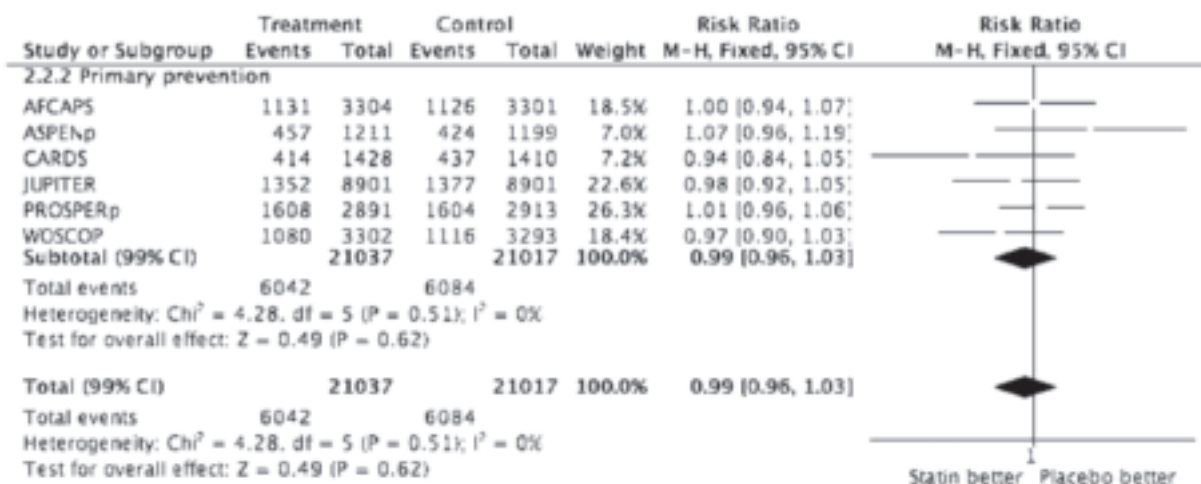 Treatment Control Risk Ratio Risk Ratio
Study or Subgroup Events Total Events Total Weight M-H, Fixed, 95% CI M-H, Fixed, 95% CI
2.2.2 Primary prevention
AFCAPS 1131 3304 1126 3301 18.5% 1.00 [0.94, 1.07]
ASPENp 457 1211 424 1199 7.0% 1.07 [0.96, 1.19]
CARDS 414 1428 437 1410 7.2% 0.94 [0.84, 1.05]
JUPITER 1352 8901 1377 8901 22.6% 0.98 [0.92, 1.05]
PROSPERp 1608 2891 1604 2913 26.3% 1.01 [0.96, 1.06]
WOSCOP 1080 3302 1116 3293 18.4% 0.97 [0.90, 1.03]
Subtotal (99% CI) 21037 21017 100.0% 0.99 [0.96, 1.03]
Total events 6042 6084
Heterogeneity: Chi² = 4.28, df = 5 (P = 0.51); I² = 0%
Test for overall effect: Z = 0.49 (P = 0.62)
Total (99% CI) 21037 21017 100.0% 0.99 [0.96, 1.03]
Total events 6042 6084
Heterogeneity: Chi² = 4.28, df = 5 (P = 0.51); I² = 0%
1
Test for overall effect: Z = 0.49 (P = 0.62) Statin better Placebo better